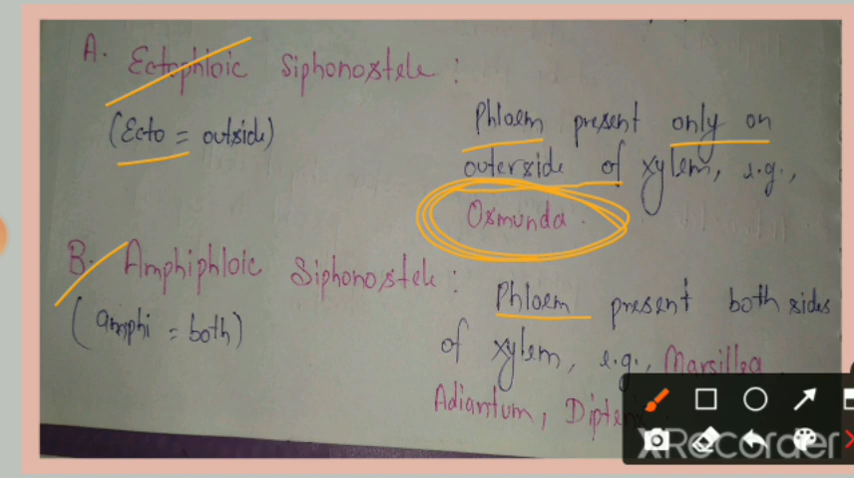 A. Ectophloic Siphonostele :
(Ecto = outside)
Phloem present only on
outerside of xylem, e.g.,
Osmunda.
B. Amphiphloic Siphonostele :
(amphi = both)
Phloem present both sides
of xylem, e.g., Marsilea
Adiantum,
XRecorder